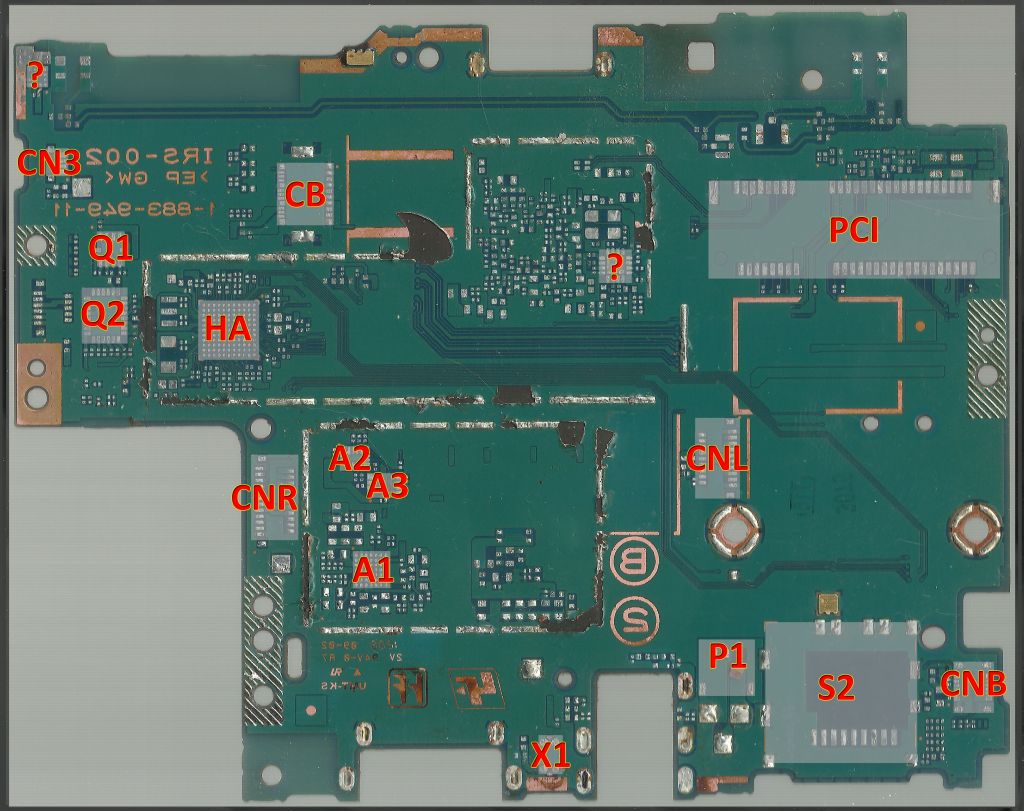 ?
CN3
IRS-002
>EP GW<
1-883-949-11
CB
PCI
Q1
?
Q2
HA
A2
A3
CNL
CNR
A1
B
S
P1
S2
CNB
X1